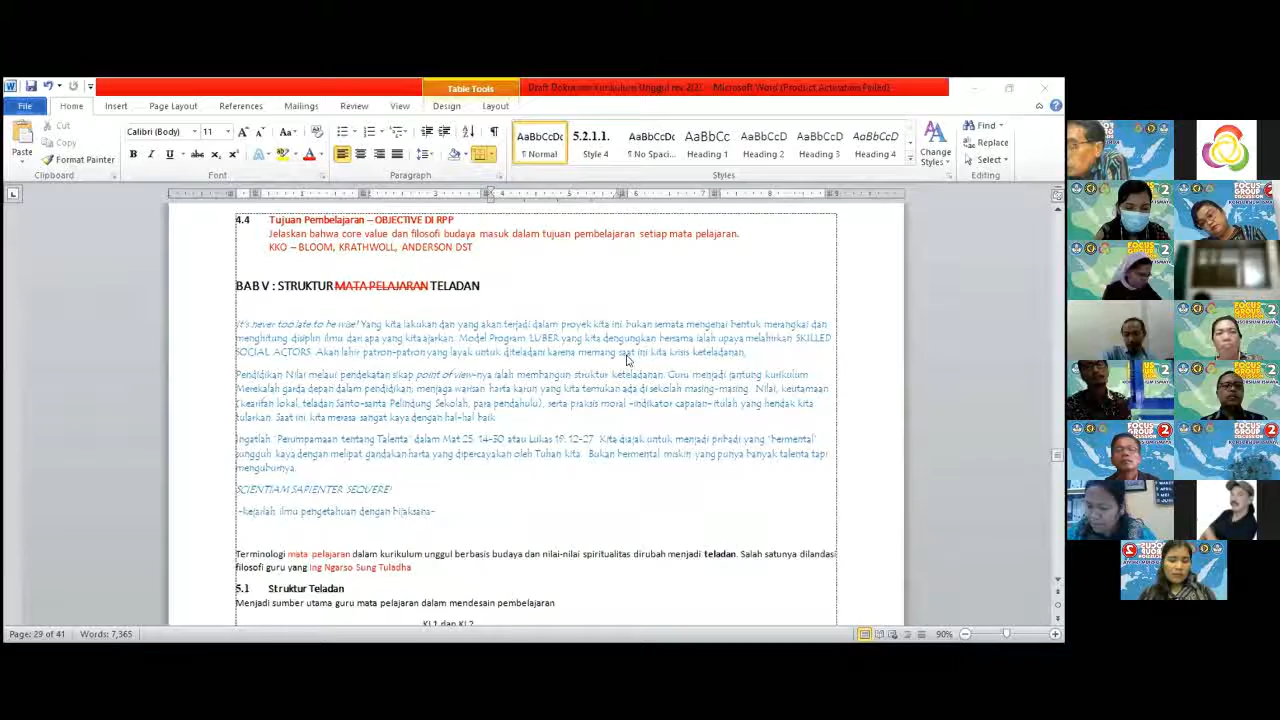 Table Tools
Draft Dokumen Kurikulum Unggul rev 2(2) - Microsoft Word (Product Activation Failed)
File Home Insert Page Layout References Mailings Review View Design Layout
Cut
Copy
Format Painter
Paste
Calibri (Body) 11
AaBbCcDc 5.2.1.1. AaBbCcDc AaBbCc AaBbCcD AaBbCcD AaBbCcD
¶ Normal Style 4 ¶ No Spaci... Heading 1 Heading 2 Heading 3 Heading 4
Change Styles
Find
Replace
Select
Clipboard Font Paragraph Styles Editing
4.4 Tujuan Pembelajaran – OBJECTIVE DI RPP
Jelaskan bahwa core value dan filosofi budaya masuk dalam tujuan pembelajaran setiap mata pelajaran.
KKO – BLOOM, KRATHWOLL, ANDERSON DST
BAB V : STRUKTUR MATA PELAJARAN TELADAN
It's never too late to be wise! Yang kita lakukan dan yang akan terjadi dalam proyek kita ini bukan semata mengenai bentuk merangkai dan
menghitung disiplin ilmu dan apa yang kita ajarkan. Model Program LUBER yang kita dengungkan bersama ialah upaya melahirkan SKILLED
SOCIAL ACTORS. Akan lahir patron-patron yang layak untuk diteladani karena memang saat ini kita krisis keteladanan.
Pendidikan Nilai melaui pendekatan sikap point of view-nya ialah membangun struktur keteladanan. Guru menjadi jantung kurikulum
Merekalah garda depan dalam pendidikan; menjaga warisan harta karun yang kita temukan ada di sekolah masing-masing. Nilai, keutamaan
(kearifan lokal, teladan Santo-santa Pelindung Sekolah, para pendahulu), serta praksis moral -indikator capaian- itulah yang hendak kita
tularkan. Saat ini kita merasa sangat kaya dengan hal-hal baik
Ingatlah "Perumpamaan tentang Talenta" dalam Mat 25: 14-30 atau Lukas 19: 12-27. Kita diajak untuk menjadi pribadi yang "bermental"
sungguh kaya dengan melipat gandakan harta yang dipercayakan oleh Tuhan kita. Bukan bermental miskin yang punya banyak talenta tapi
menguburnya.
SCIENTIAM SAPIENTER SEQUERE!
-kejarlah ilmu pengetahuan dengan bijaksana-
Terminologi mata pelajaran dalam kurikulum unggul berbasis budaya dan nilai-nilai spiritualitas dirubah menjadi teladan. Salah satunya dilandasi
filosofi guru yang Ing Ngarso Sung Tuladha
5.1 Struktur Teladan
Menjadi sumber utama guru mata pelajaran dalam mendesain pembelajaran
KI 1 dan KI 2
Page: 29 of 41 Words: 7,365 90%
FOCUS GROUP DISCUSSION 2